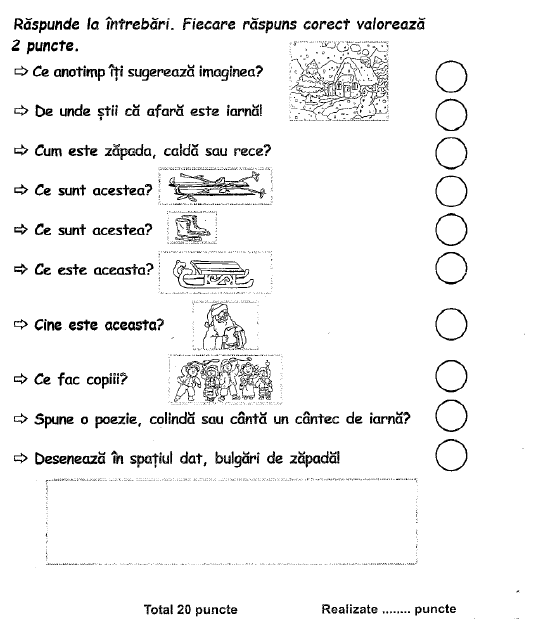 Răspunde la întrebări. Fiecare răspuns corect valorează
2 puncte.
⇨ Ce anotimp îți sugerează imaginea?
⇨ De unde știi că afară este iarnă!
⇨ Cum este zăpada, caldă sau rece?
⇨ Ce sunt acestea?
⇨ Ce sunt acestea?
⇨ Ce este aceasta?
⇨ Cine este aceasta?
⇨ Ce fac copiii?
⇨ Spune o poezie, colindă sau cântă un cântec de iarnă?
⇨ Desenează în spațiul dat, bulgări de zăpadă!
Total 20 puncte Realizate ........ puncte